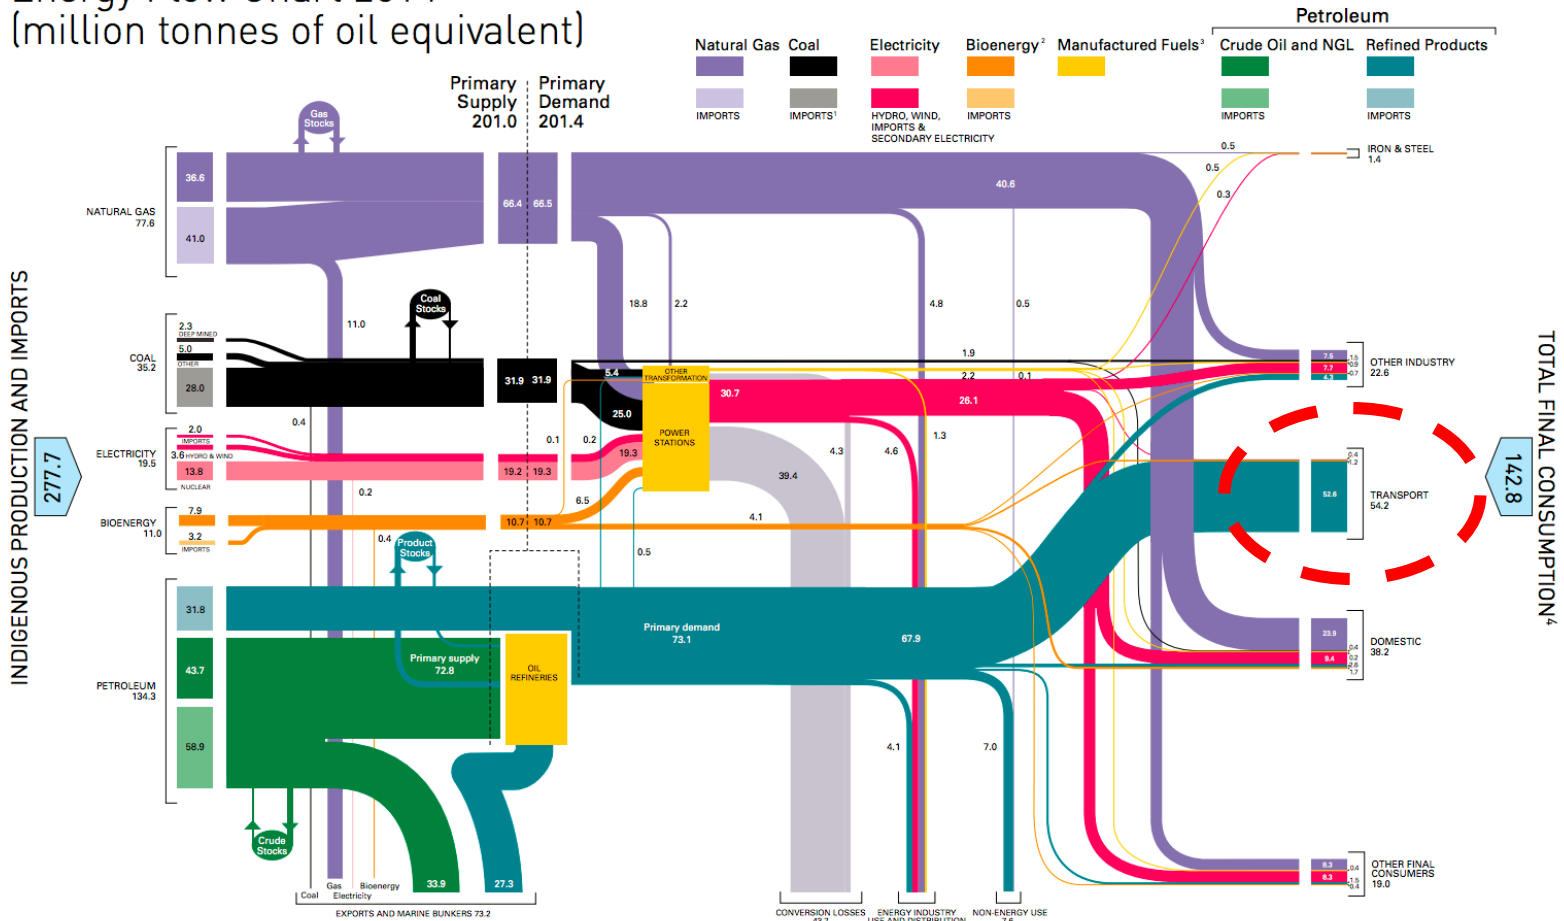 (million tonnes of oil equivalent)
Petroleum
Natural Gas
Coal
Electricity
Bioenergy²
Manufactured Fuels³
Crude Oil and NGL
Refined Products
IMPORTS
IMPORTS¹
HYDRO, WIND,
IMPORTS &
SECONDARY ELECTRICITY
IMPORTS
IMPORTS
IMPORTS
Primary
Supply
201.0
Primary
Demand
201.4
INDIGENOUS PRODUCTION AND IMPORTS
277.7
TOTAL FINAL CONSUMPTION⁴
142.8
Gas
Stocks
NATURAL GAS
77.6
36.6
41.0
66.4
66.5
40.6
18.8
2.2
4.8
0.5
11.0
0.5
0.5
0.3
IRON & STEEL
1.4
Coal
Stocks
2.3
DEEP MINED
5.0
OTHER
28.0
COAL
35.2
31.9
31.9
5.4
25.0
OTHER
TRANSFORMATION
POWER
STATIONS
1.9
2.2
0.1
30.7
26.1
0.4
2.0
IMPORTS
3.6 HYDRO & WIND
13.8
NUCLEAR
ELECTRICITY
19.5
19.2
19.3
0.1
0.2
19.3
0.2
39.4
4.3
4.6
1.3
7.5
7.7
OTHER INDUSTRY
22.6
52.6
TRANSPORT
54.2
BIOENERGY
11.0
7.9
3.2
IMPORTS
10.7
10.7
6.5
4.1
0.4
0.5
Product
Stocks
PETROLEUM
134.3
31.8
43.7
58.9
Primary supply
72.8
OIL
REFINERIES
Primary demand
73.1
67.9
23.9
9.4
DOMESTIC
38.2
4.1
7.0
Crude
Stocks
33.9
27.3
8.3
8.3
OTHER FINAL
CONSUMERS
19.0
Coal
Gas
Electricity
Bioenergy
EXPORTS AND MARINE BUNKERS 73.2
CONVERSION LOSSES
ENERGY INDUSTRY
USE AND DISTRIBUTION
NON-ENERGY USE